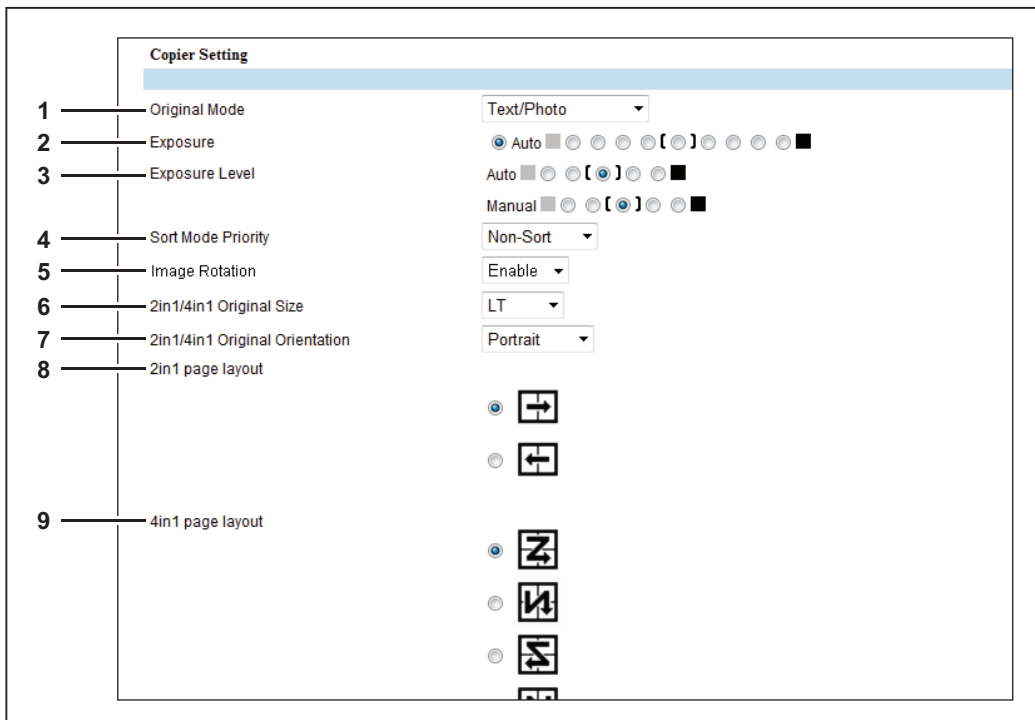 Copier Setting
1 Original Mode Text/Photo
2 Exposure Auto [ ]
3 Exposure Level Auto [ ]
Manual [ ]
4 Sort Mode Priority Non-Sort
5 Image Rotation Enable
6 2in1/4in1 Original Size LT
7 2in1/4in1 Original Orientation Portrait
8 2in1 page layout
9 4in1 page layout